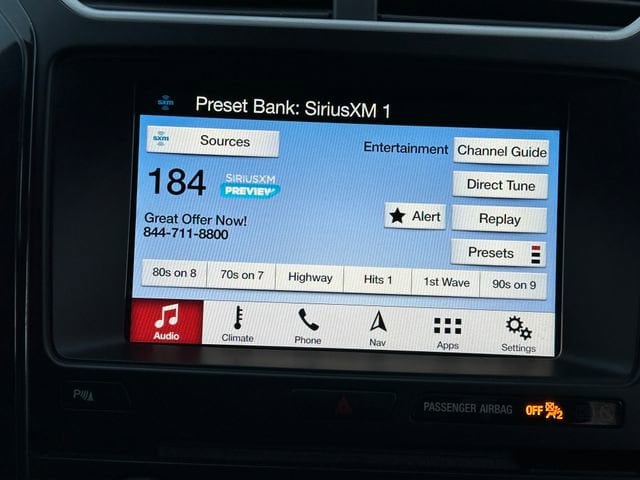 sxm Preset Bank: SiriusXM 1
sxm Sources
Entertainment Channel Guide
184 SIRIUSXM
PREVIEW
Direct Tune
Great Offer Now!
844-711-8800
Alert Replay
Presets
80s on 8 70s on 7 Highway Hits 1 1st Wave 90s on 9
Audio Climate Phone Nav Apps Settings
P
PASSENGER AIRBAG OFF 2